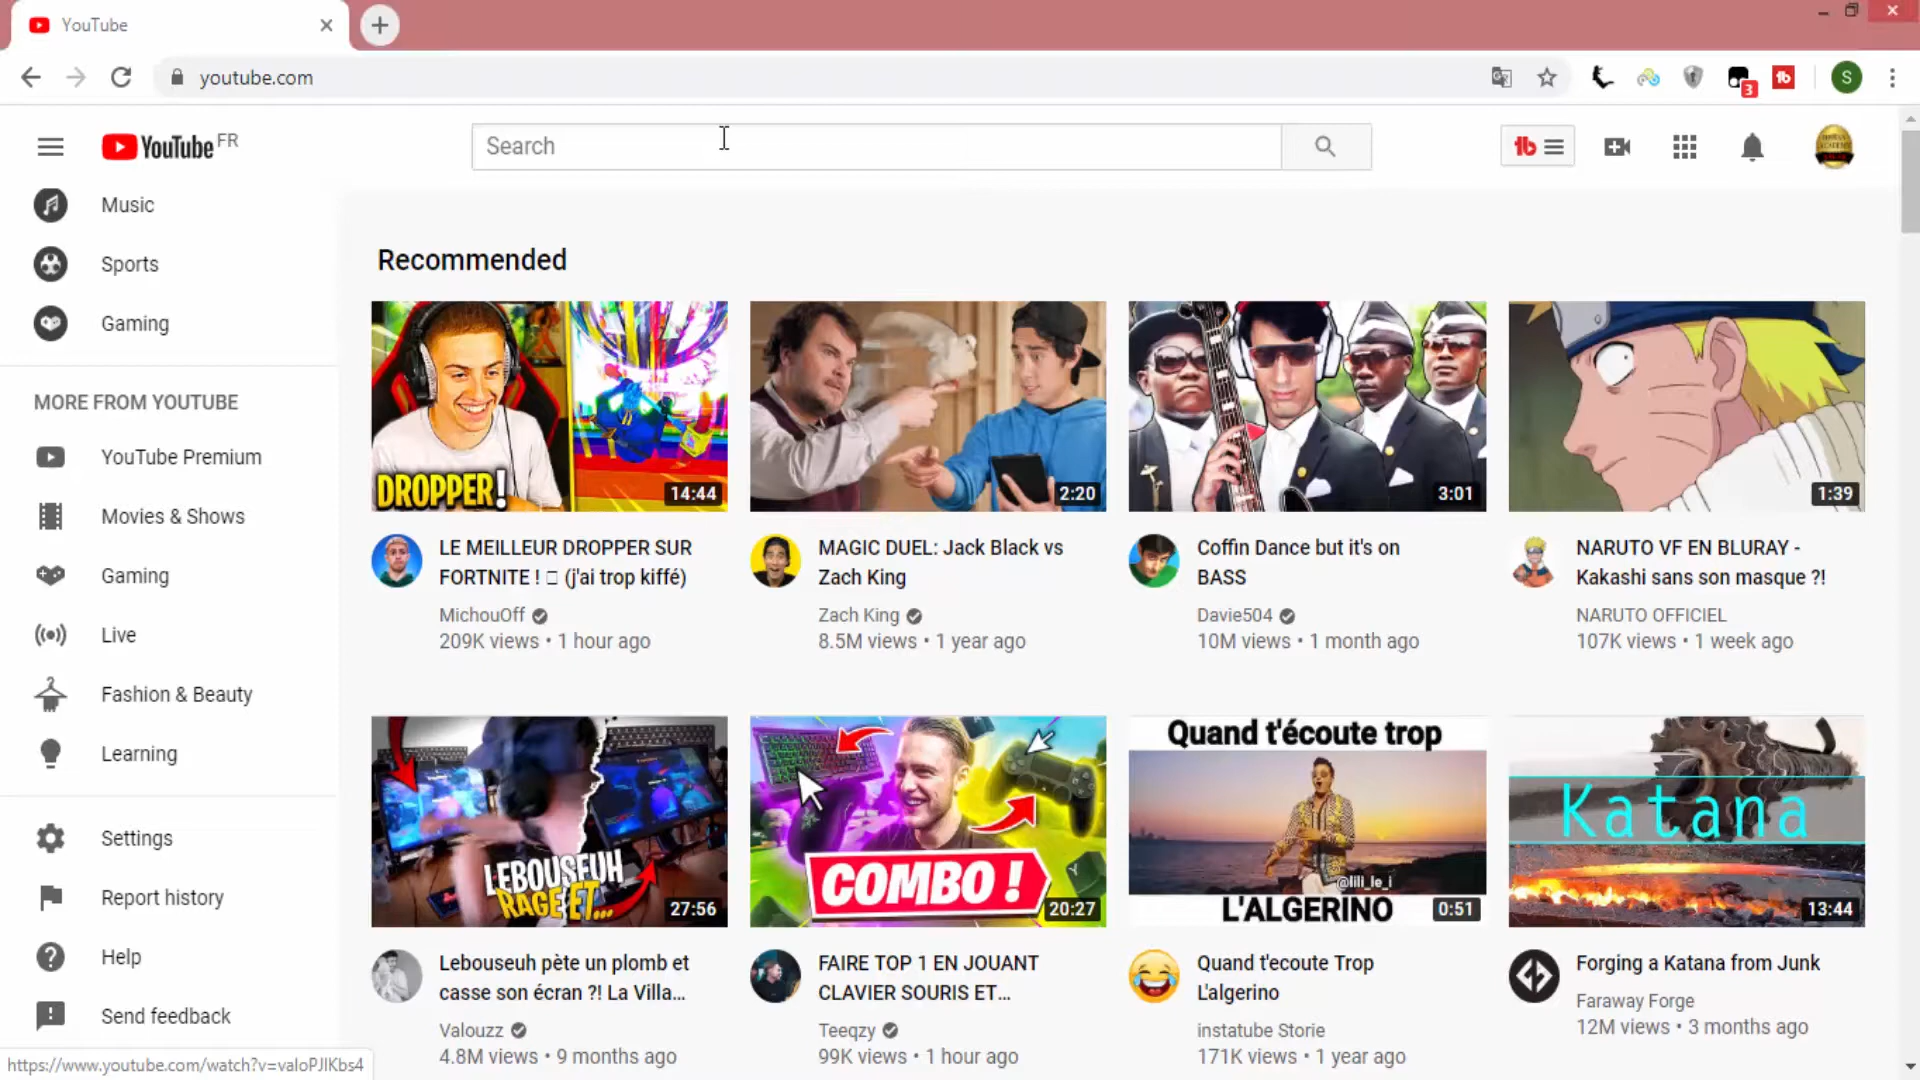 YouTube
youtube.com
3
S
YouTube FR
Search
Music
Sports
Gaming
MORE FROM YOUTUBE
YouTube Premium
Movies & Shows
Gaming
Live
Fashion & Beauty
Learning
Settings
Report history
Help
Send feedback
https://www.youtube.com/watch?v=valoPJlKbs4
Recommended
DROPPER!
14:44
2:20
3:01
1:39
LE MEILLEUR DROPPER SUR
FORTNITE ! (j'ai trop kiffé)
MichouOff
209K views • 1 hour ago
MAGIC DUEL: Jack Black vs
Zach King
Zach King
8.5M views • 1 year ago
Coffin Dance but it's on
BASS
Davie504
10M views • 1 month ago
NARUTO VF EN BLURAY -
Kakashi sans son masque ?!
NARUTO OFFICIEL
107K views • 1 week ago
LEBOUSEUH
RAGE ET...
27:56
COMBO !
20:27
Quand t'écoute trop
@lili_le_i
L'ALGERINO
0:51
Katana
13:44
Lebouseuh pète un plomb et
casse son écran ?! La Villa...
Valouzz
4.8M views • 9 months ago
FAIRE TOP 1 EN JOUANT
CLAVIER SOURIS ET...
Teeqzy
99K views • 1 hour ago
Quand t'ecoute Trop
L'algerino
instatube Storie
171K views • 1 year ago
Forging a Katana from Junk
Faraway Forge
12M views • 3 months ago